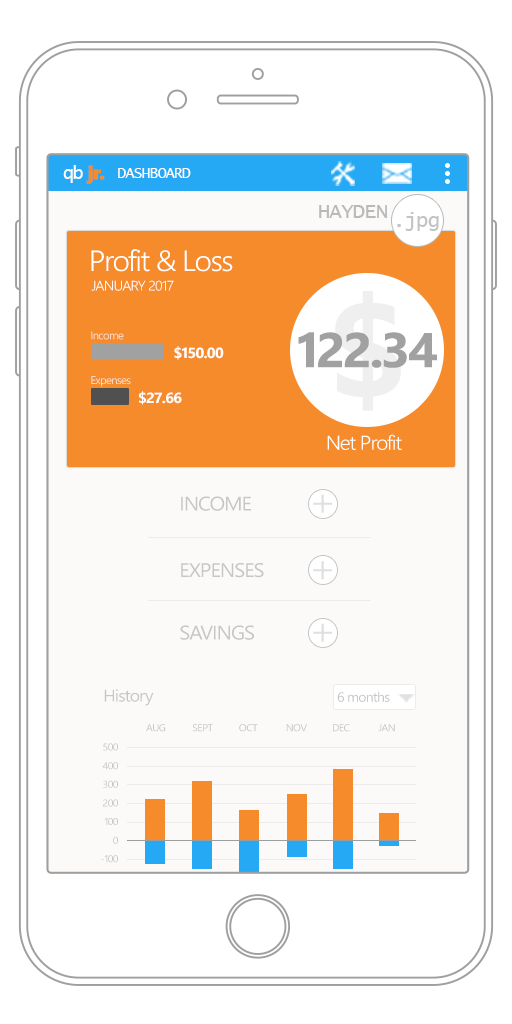 qb Jr. DASHBOARD
HAYDEN .jpg
Profit & Loss
JANUARY 2017
Income
$150.00
Expenses
$27.66
$
122.34
Net Profit
INCOME
EXPENSES
SAVINGS
History 6 months
AUG SEPT OCT NOV DEC JAN
500
400
300
200
100
0
-100